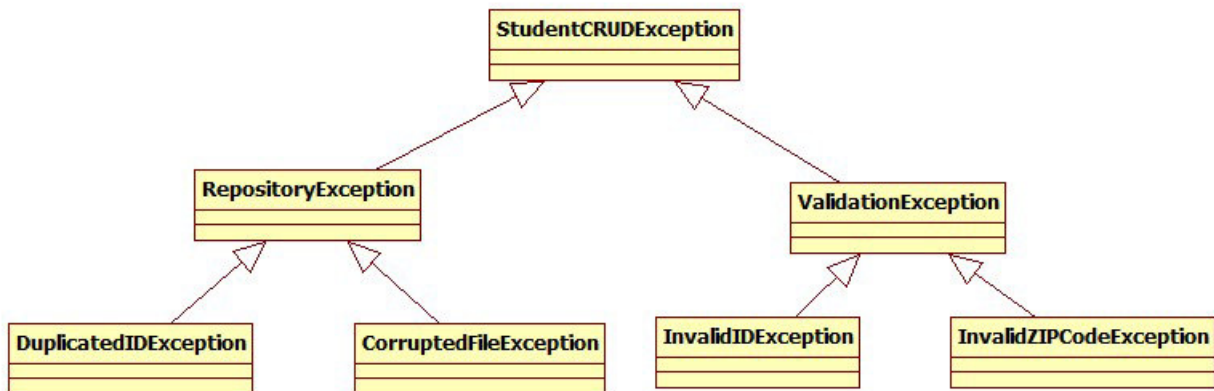 StudentCRUDException
RepositoryException
ValidationException
DuplicatedIDException
CorruptedFileException
InvalidIDException
InvalidZIPCodeException